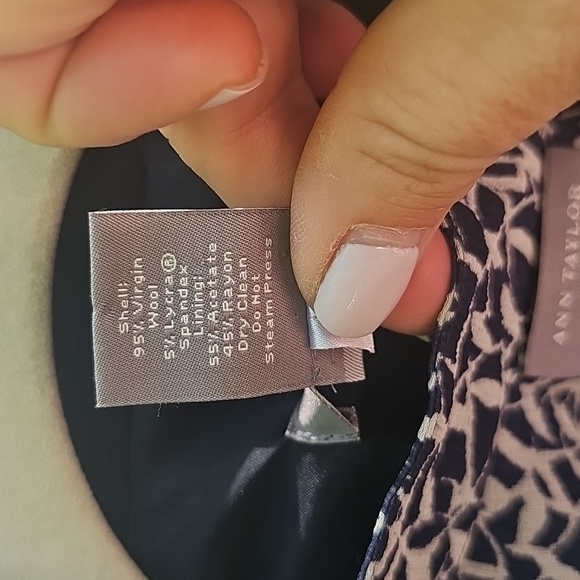 Shell:
95% Virgin
Wool
5% Lycra®
Spandex
Lining:
55% Acetate
45% Rayon
Dry Clean
Do Not
Steam Press
ANN TAYLOR